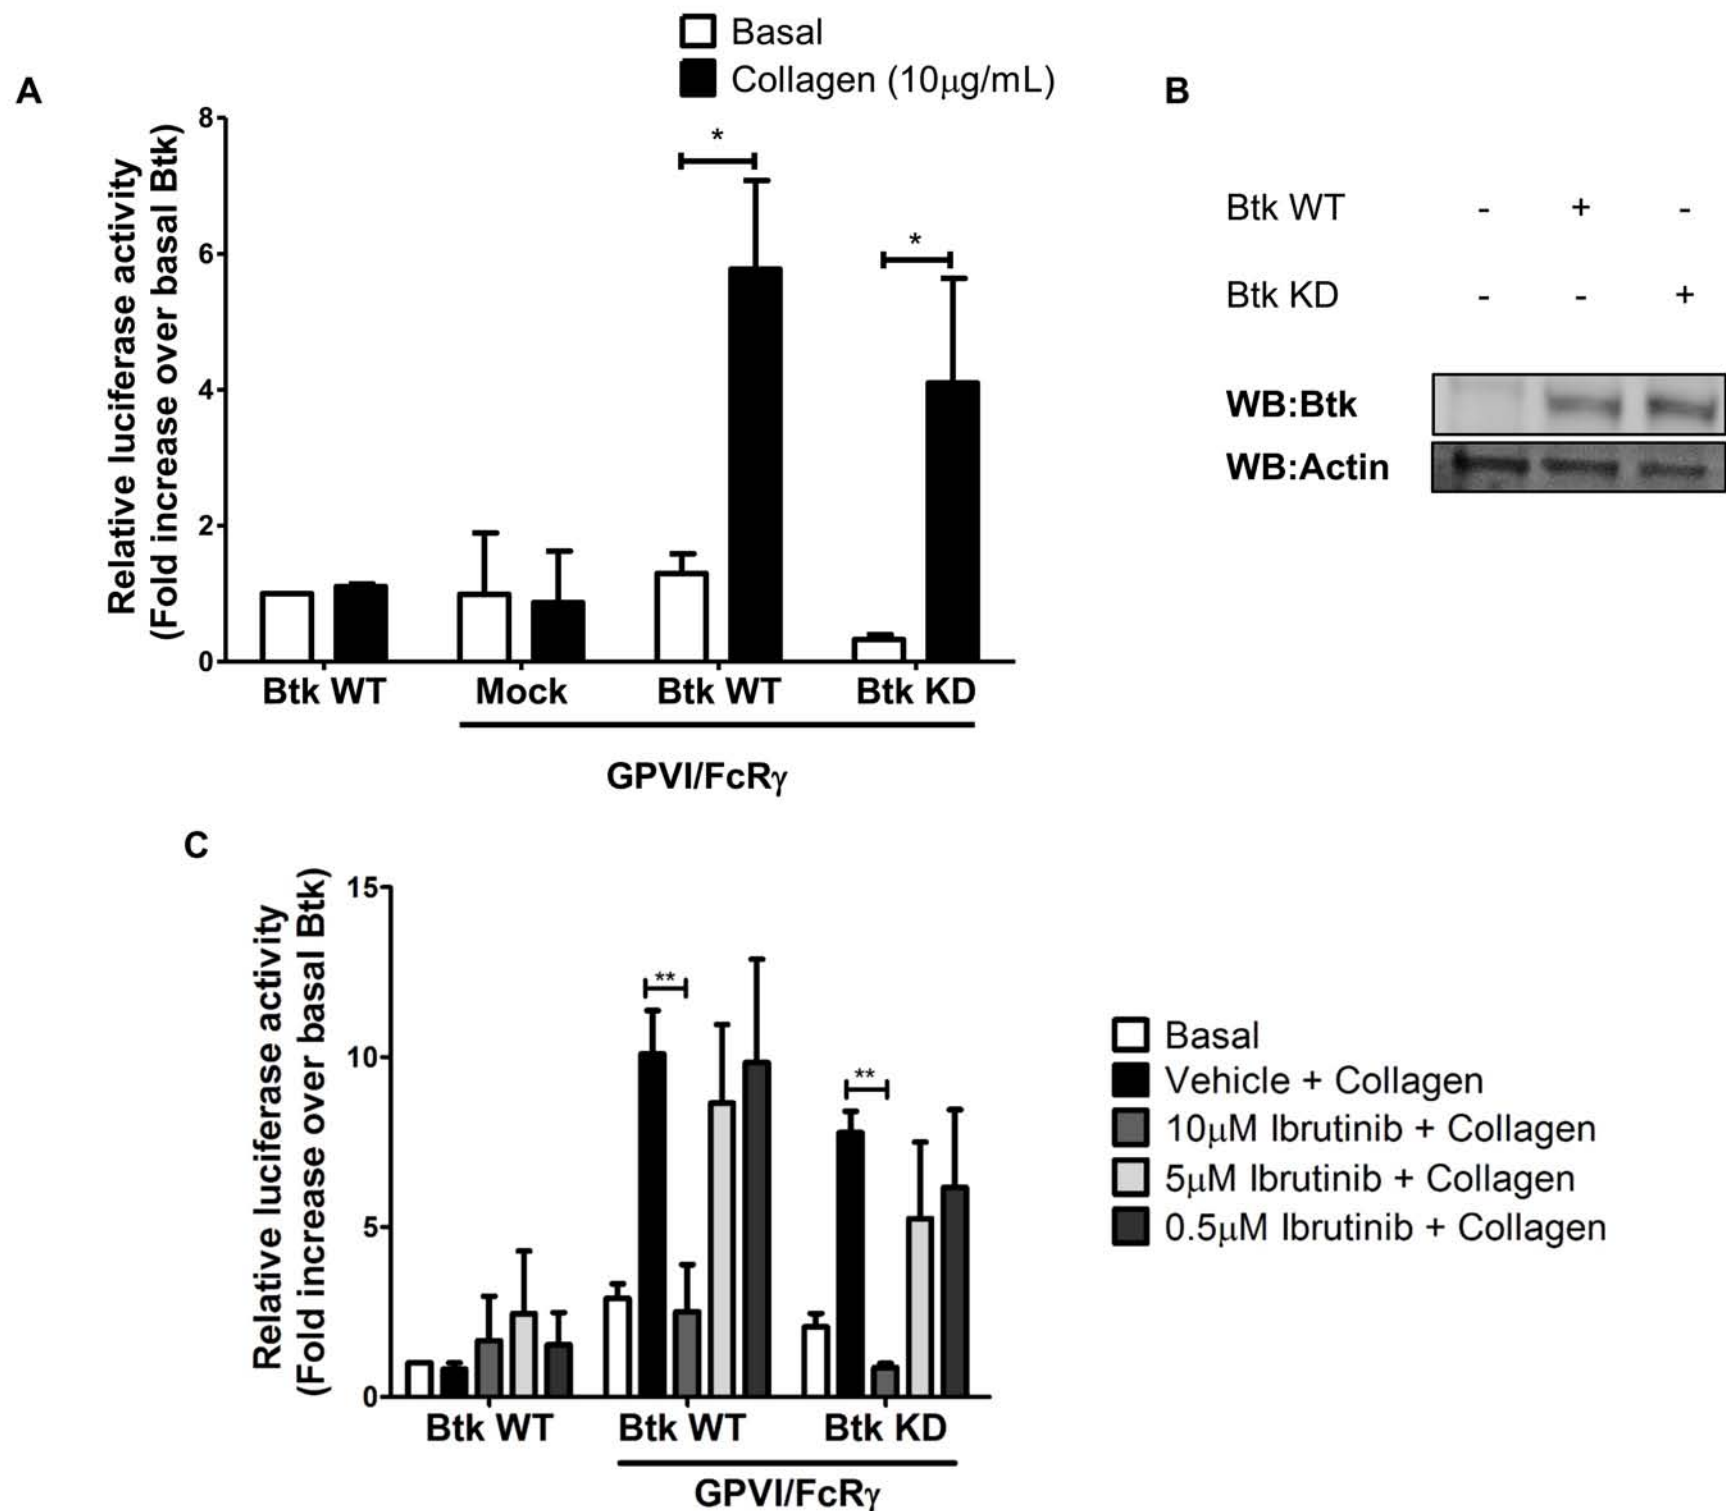 Basal
Collagen (10μg/mL)
A
Relative luciferase activity
(Fold increase over basal Btk)
8
6
4
2
0
*
*
Btk WT
Mock
Btk WT
Btk KD
GPVI/FcRγ
B
Btk WT - + -
Btk KD - - +
WB:Btk
WB:Actin
C
Relative luciferase activity
(Fold increase over basal Btk)
15
10
5
0
**
**
Btk WT
Btk WT
Btk KD
GPVI/FcRγ
Basal
Vehicle + Collagen
10μM Ibrutinib + Collagen
5μM Ibrutinib + Collagen
0.5μM Ibrutinib + Collagen